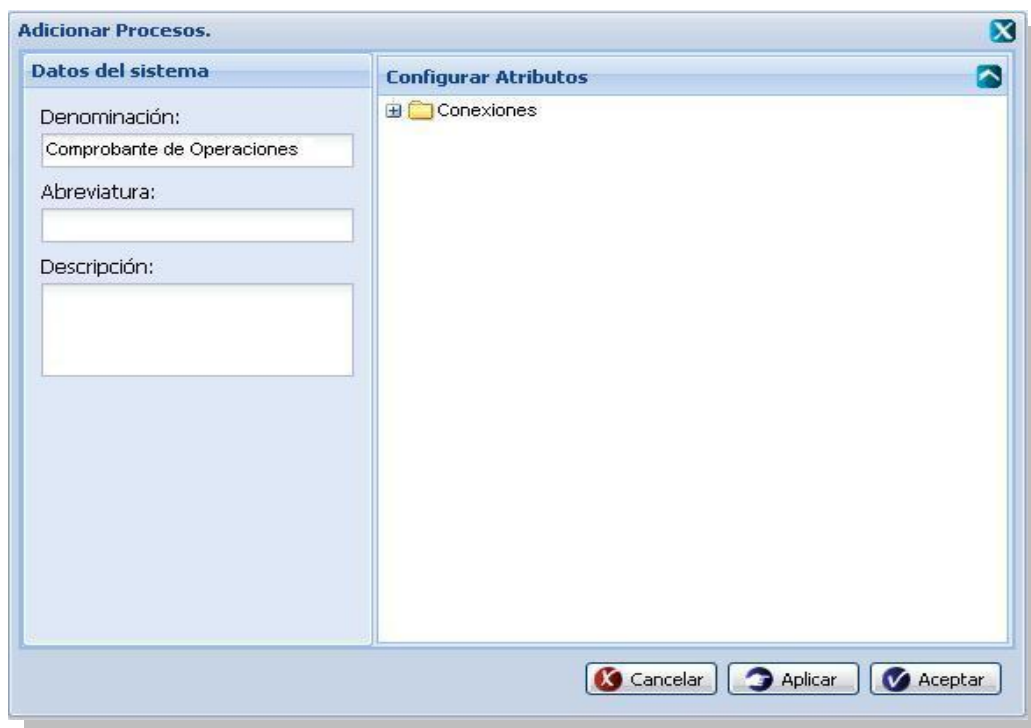 Adicionar Procesos.
Datos del sistema
Denominación:
Comprobante de Operaciones
Abreviatura:
Descripción:
Configurar Atributos
Conexiones
Cancelar
Aplicar
Aceptar